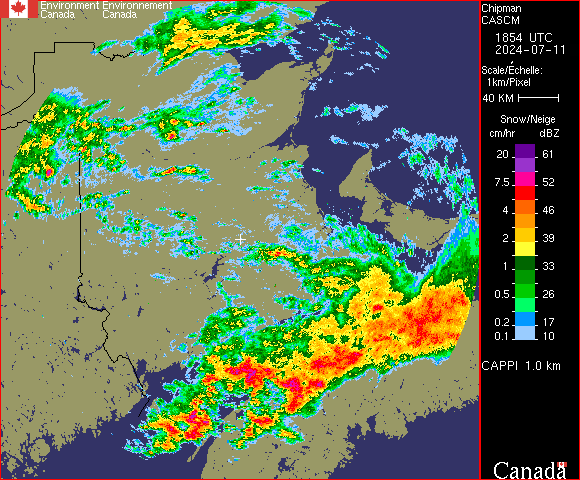 Environment Environnement
Canada Canada
Chipman
CASCM
1854 UTC
2024-07-11
Scale/Échelle:
1km/Pixel
40 KM
Snow/Neige
cm/hr dBZ
20 61
7.5 52
4 46
2 39
1 33
0.5 26
0.2 17
0.1 10
CAPPI 1.0 km
Canada